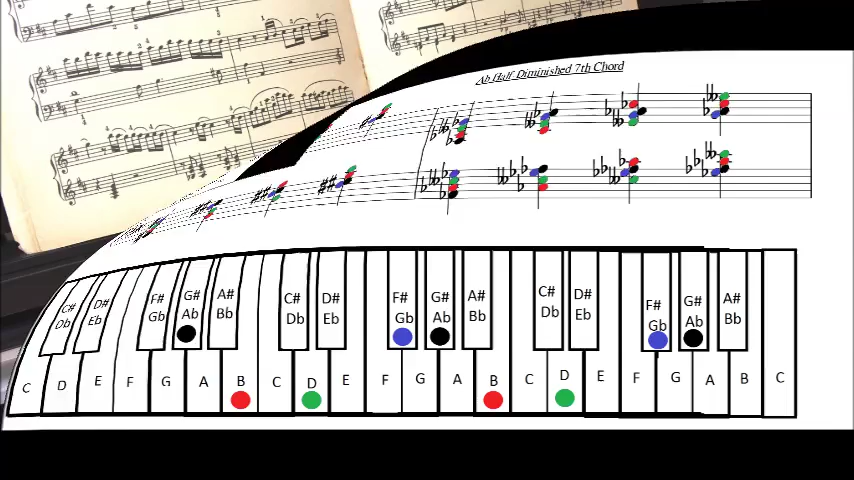 Ab Half-Diminished 7th Chord
C# D# F# G# A# C# D# F# G# A# C# D# F# G# A#
Db Eb Gb Ab Bb Db Eb Gb Ab Bb Db Eb Gb Ab Bb
C D E F G A B C D E F G A B C D E F G A B C